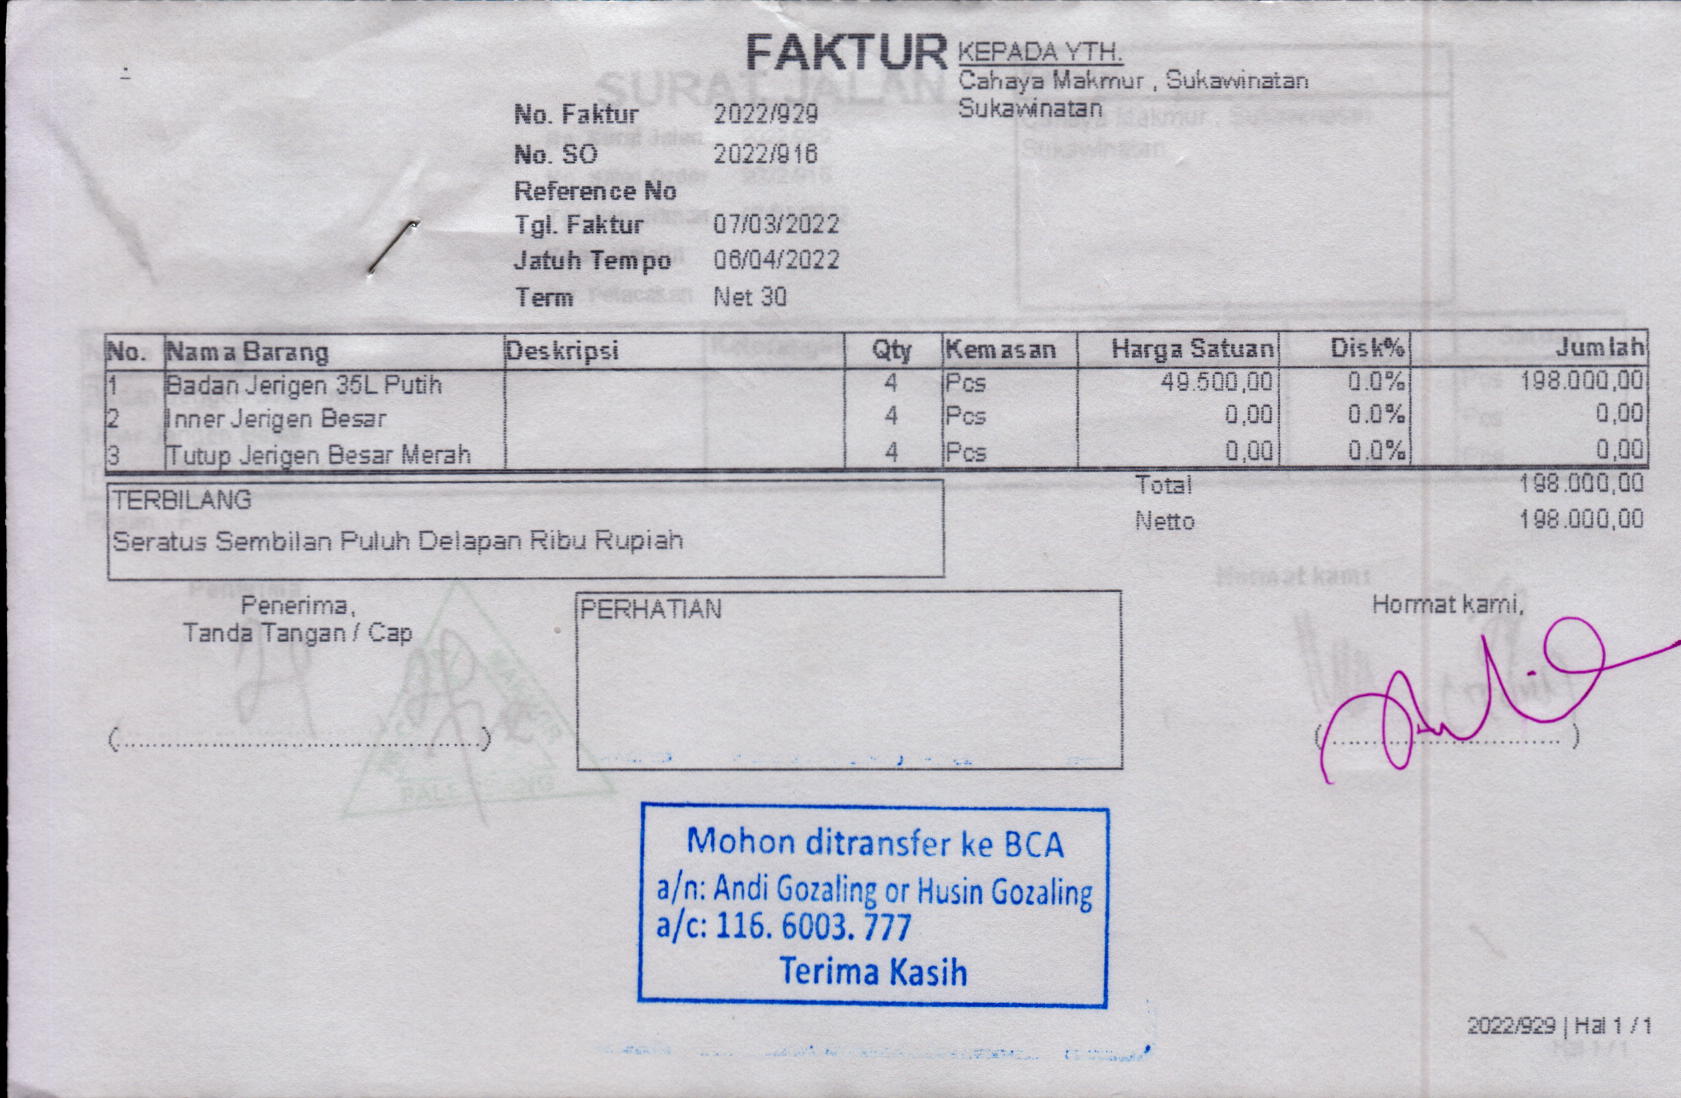 FAKTUR
KEPADA YTH.
Cahaya Makmur , Sukawinatan
Sukawinatan
No. Faktur 2022/929
No. SO 2022/916
Reference No
Tgl. Faktur 07/03/2022
Jatuh Tempo 06/04/2022
Term Net 30
No. Nama Barang Deskripsi Qty Kemasan Harga Satuan Disk% Jumlah
1 Badan Jerigen 35L Putih 4 Pcs 49.500,00 0.0% 198.000,00
2 Inner Jerigen Besar 4 Pcs 0,00 0.0% 0,00
3 Tutup Jerigen Besar Merah 4 Pcs 0,00 0.0% 0,00
Total 198.000,00
Netto 198.000,00
TERBILANG
Seratus Sembilan Puluh Delapan Ribu Rupiah
Penerima,
Tanda Tangan / Cap
(............................................)
PERHATIAN
Hormat kami,
(............................)
Mohon ditransfer ke BCA
a/n: Andi Gozaling or Husin Gozaling
a/c: 116. 6003. 777
Terima Kasih
2022/929 | Hal 1 / 1
SURAT JALAN